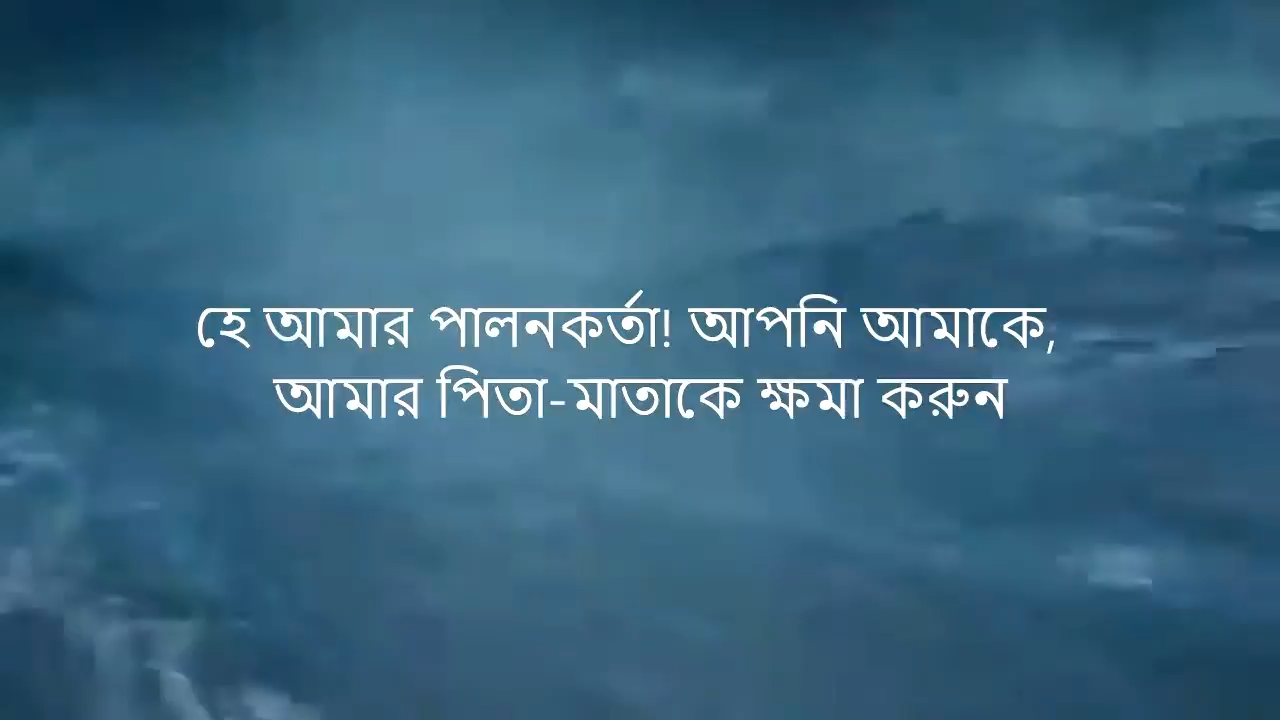 হে আমার পালনকর্তা! আপনি আমাকে,
আমার পিতা-মাতাকে ক্ষমা করুন